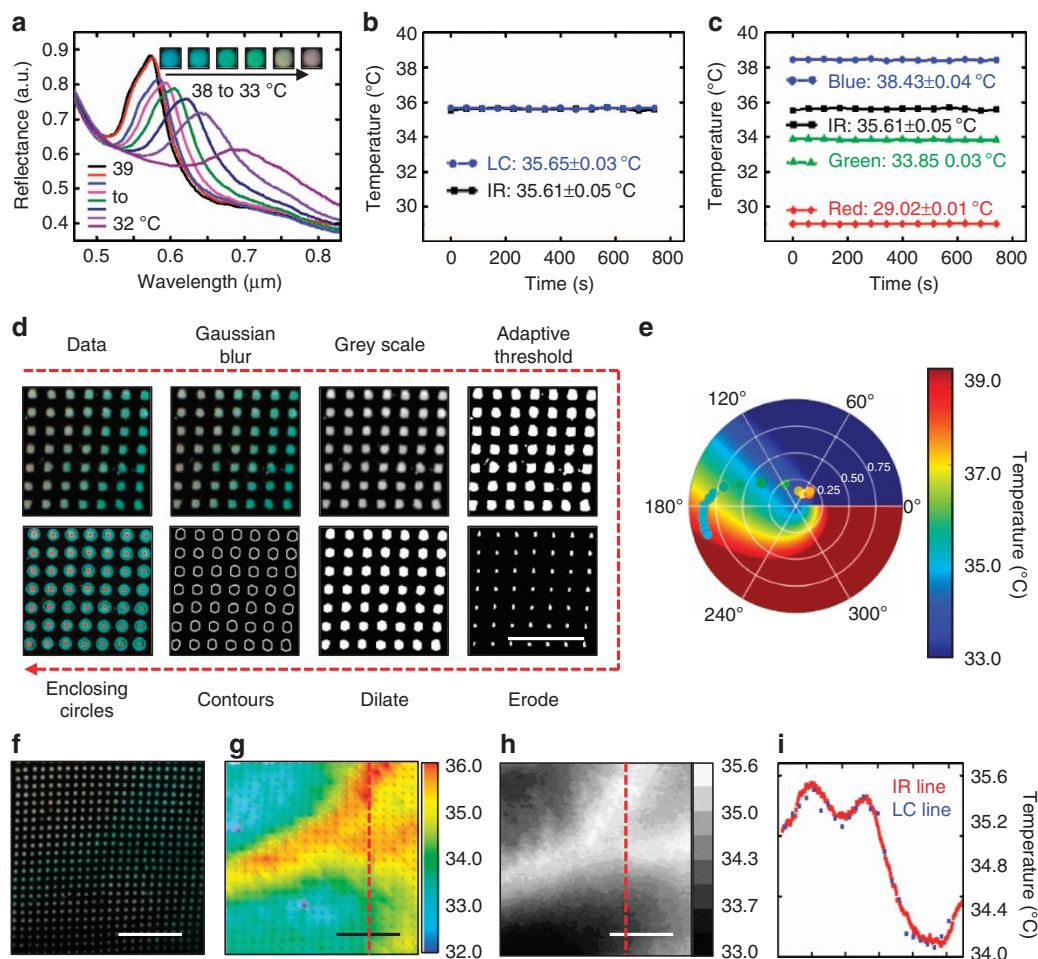 a
Reflectance (a.u.)
0.9
0.8
0.7
0.6
0.5
0.4
38 to 33 °C
39
to
32 °C
0.5
0.6
0.7
0.8
Wavelength (μm)
b
Temperature (°C)
40
38
36
34
32
30
LC: 35.65±0.03 °C
IR: 35.61±0.05 °C
0
200
400
600
800
Time (s)
c
Temperature (°C)
40
38
36
34
32
30
28
Blue: 38.43±0.04 °C
IR: 35.61±0.05 °C
Green: 33.85 0.03 °C
Red: 29.02±0.01 °C
0
200
400
600
800
Time (s)
d
Data
Gaussian
blur
Grey scale
Adaptive
threshold
Enclosing
circles
Contours
Dilate
Erode
e
120°
60°
180°
0°
240°
300°
0.25
0.50
0.75
39.0
37.0
35.0
33.0
Temperature (°C)
f
g
36.0
35.0
34.0
33.0
32.0
h
35.6
35.0
34.3
33.7
33.0
i
IR line
LC line
35.6
35.2
34.8
34.4
34.0
Temperature (°C)